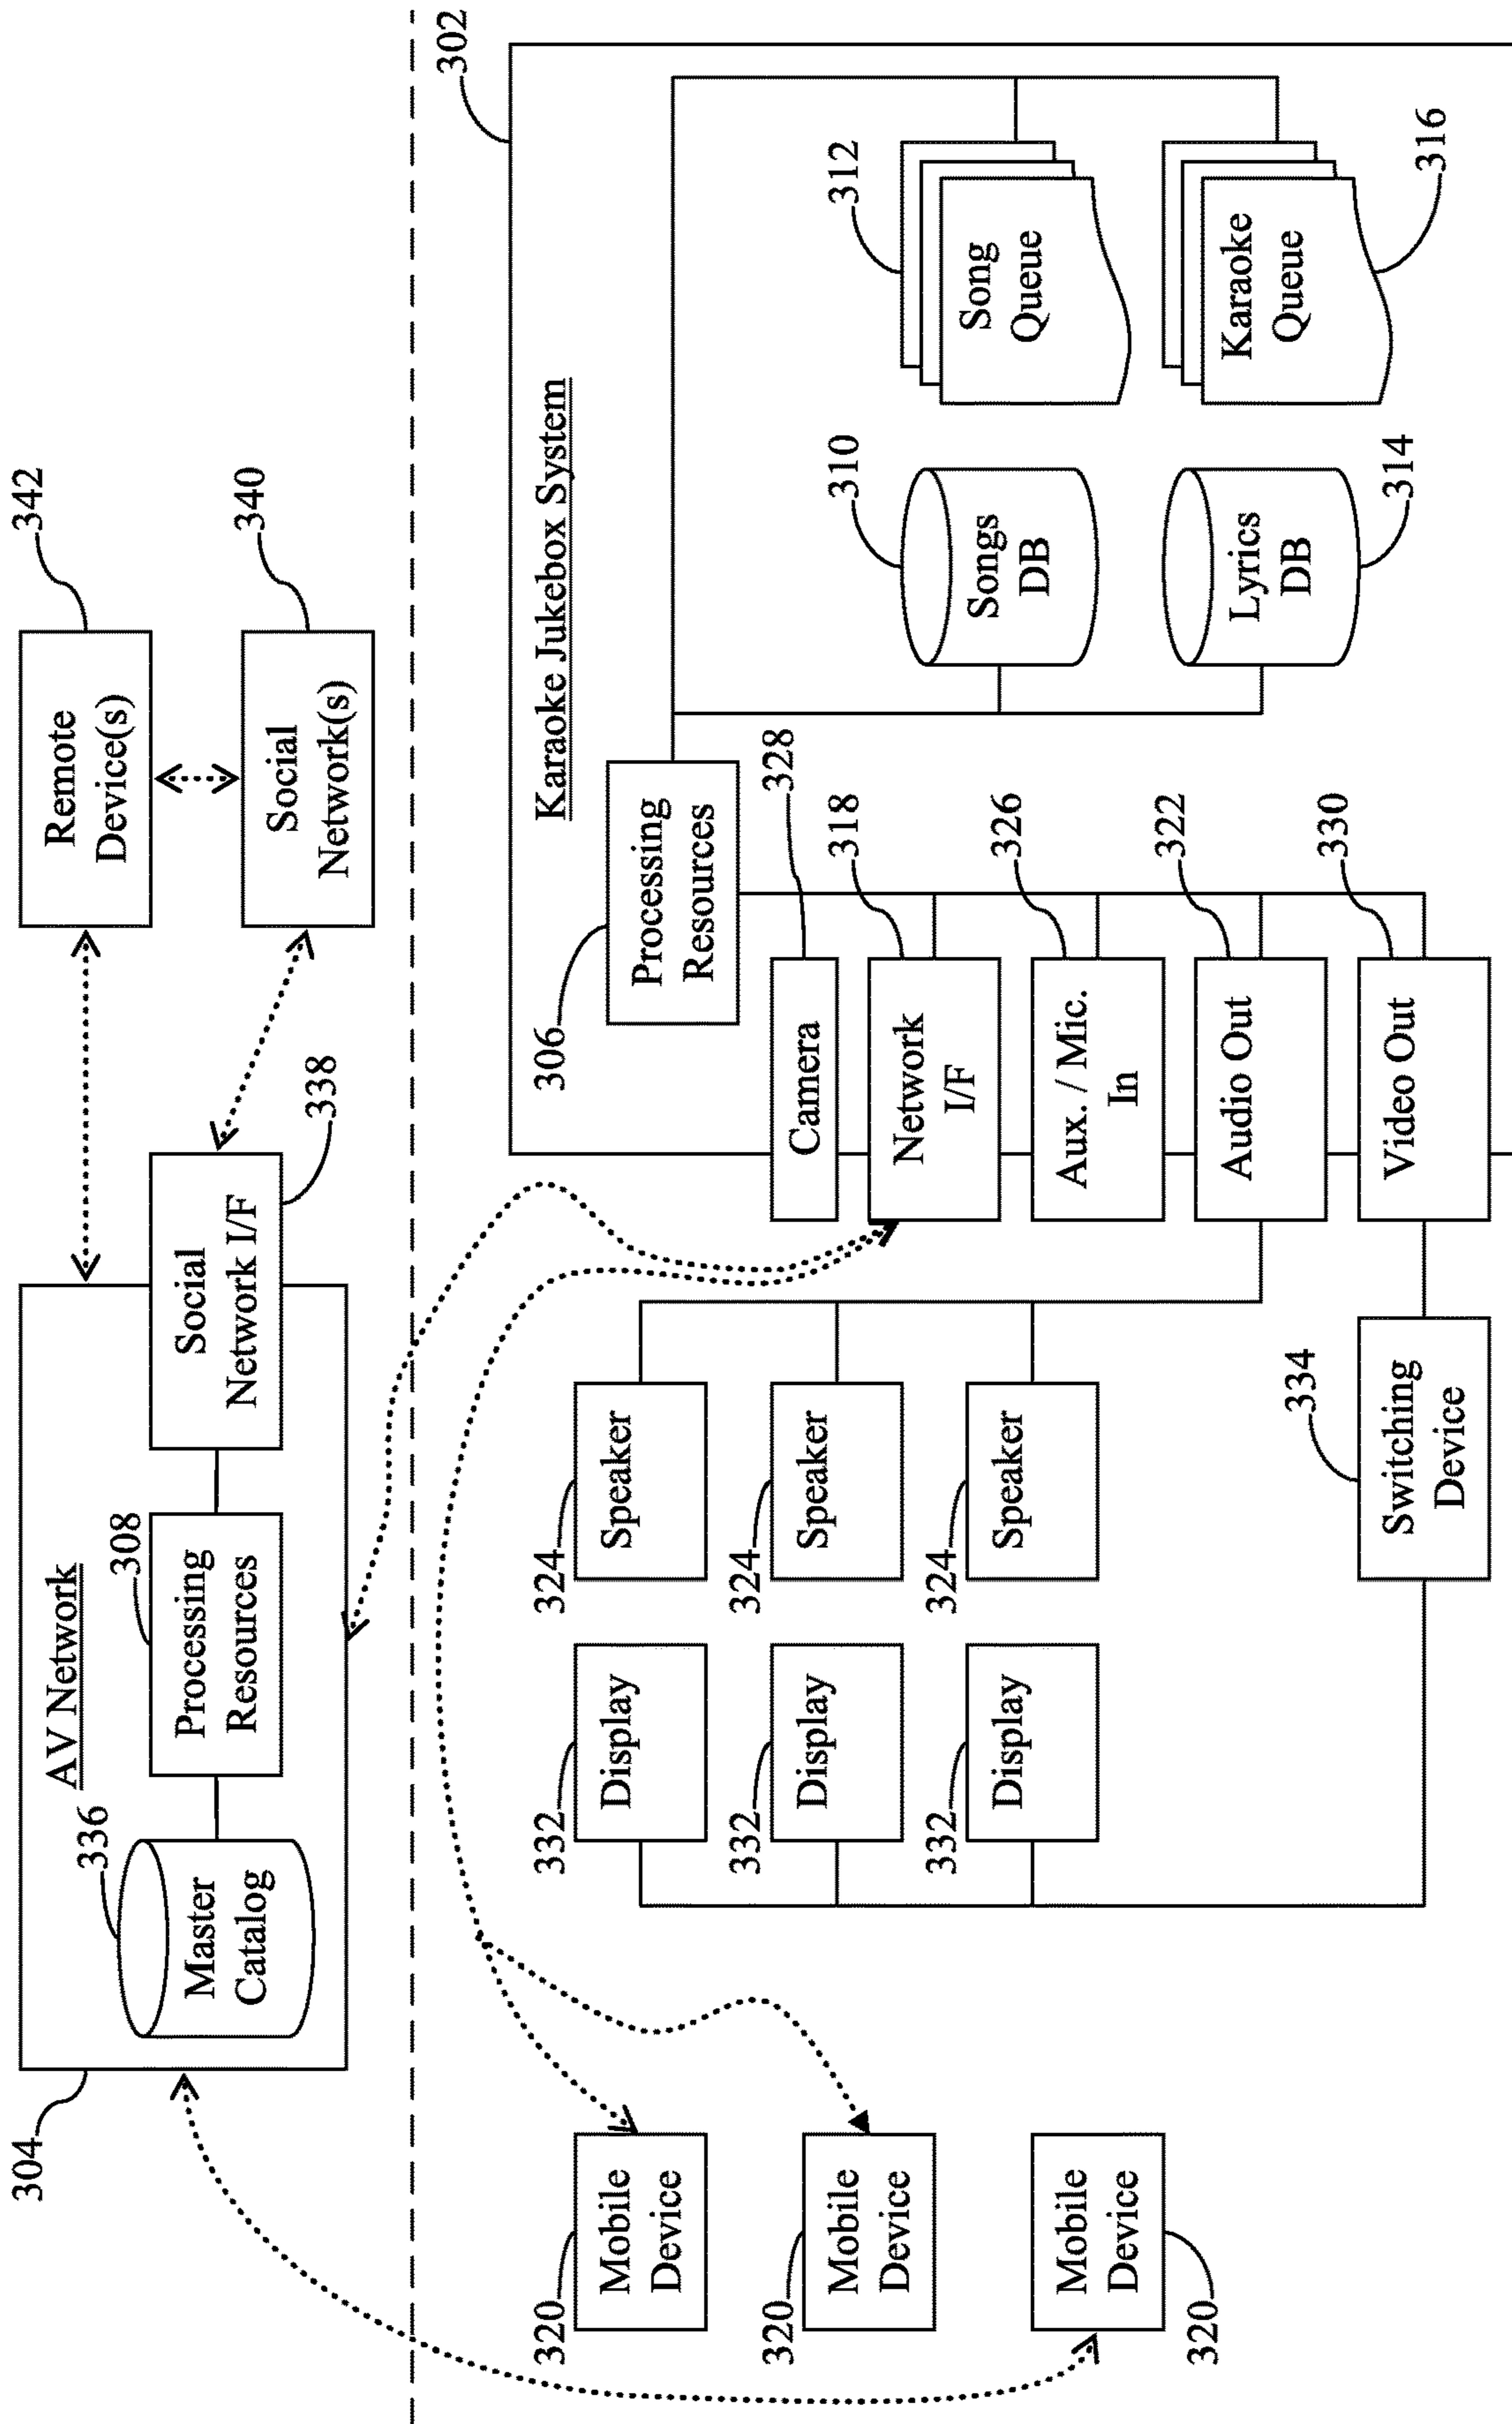 304
AV Network
336
Master
Catalog
308
Processing
Resources
Social
Network I/F
338
342
Remote
Device(s)
340
Social
Network(s)
302
Karaoke Jukebox System
306
Processing
Resources
328
Camera
318
Network
I/F
326
Aux. / Mic.
In
322
Audio Out
330
Video Out
310
Songs
DB
312
Song
Queue
314
Lyrics
DB
316
Karaoke
Queue
320
Mobile
Device
320
Mobile
Device
320
Mobile
Device
332
Display
332
Display
332
Display
324
Speaker
324
Speaker
324
Speaker
334
Switching
Device